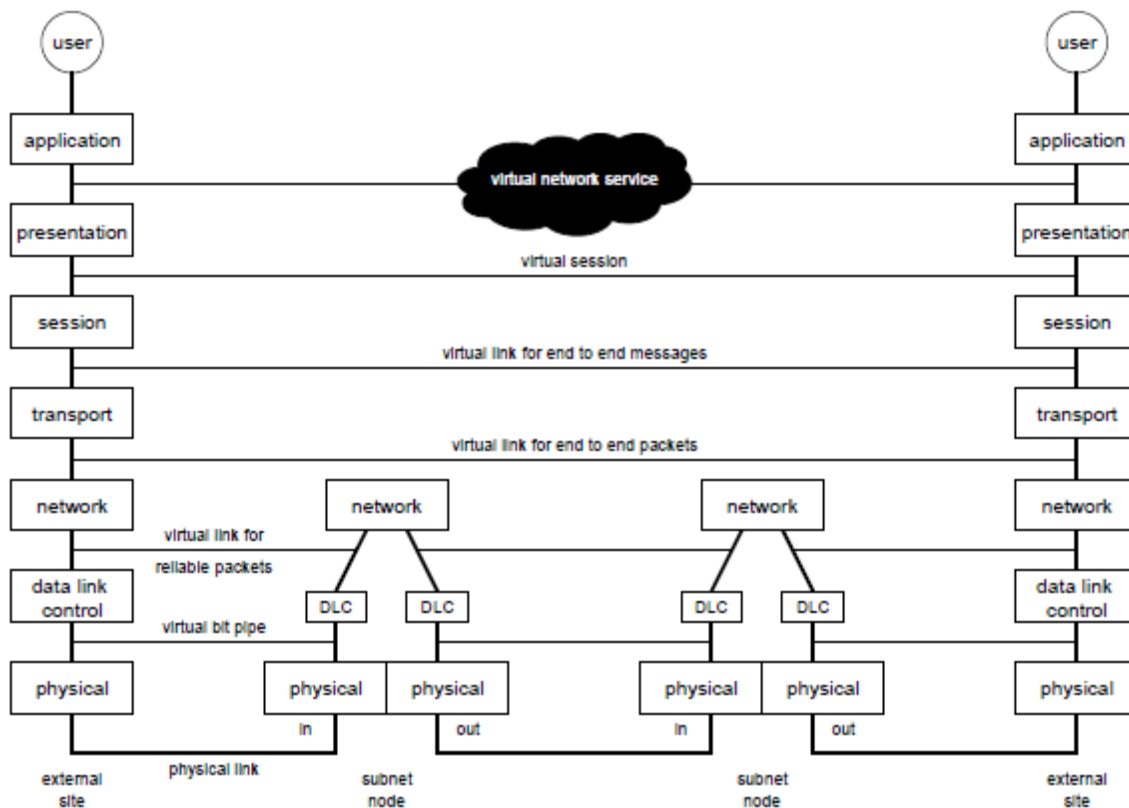 user
user
application
application
virtual network service
presentation
presentation
virtual session
session
session
virtual link for end to end messages
transport
transport
virtual link for end to end packets
network
network
network
network
virtual link for
reliable packets
data link
control
DLC
DLC
DLC
DLC
data link
control
virtual bit pipe
physical
physical
physical
physical
physical
physical
in
out
in
out
physical link
external
site
subnet
node
subnet
node
external
site